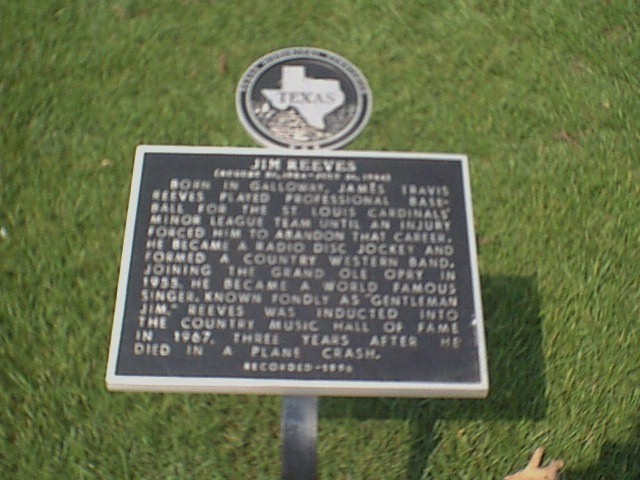 TEXAS
JIM REEVES
BORN IN GALLOWAY, JAMES TRAVIS
REEVES PLAYED PROFESSIONAL BASE-
BALL FOR THE ST LOUIS CARDINALS'
MINOR LEAGUE TEAM UNTIL AN INJURY
FORCED HIM TO ABANDON THAT CAREER.
HE BECAME A RADIO DISC JOCKEY AND
FORMED A COUNTRY WESTERN BAND.
JOINING THE GRAND OLE OPRY IN
1955, HE BECAME A WORLD FAMOUS
SINGER, KNOWN FONDLY AS "GENTLEMAN
JIM." REEVES WAS INDUCTED INTO
THE COUNTRY MUSIC HALL OF FAME
IN 1967, THREE YEARS AFTER HE
DIED IN A PLANE CRASH.
RECORDED